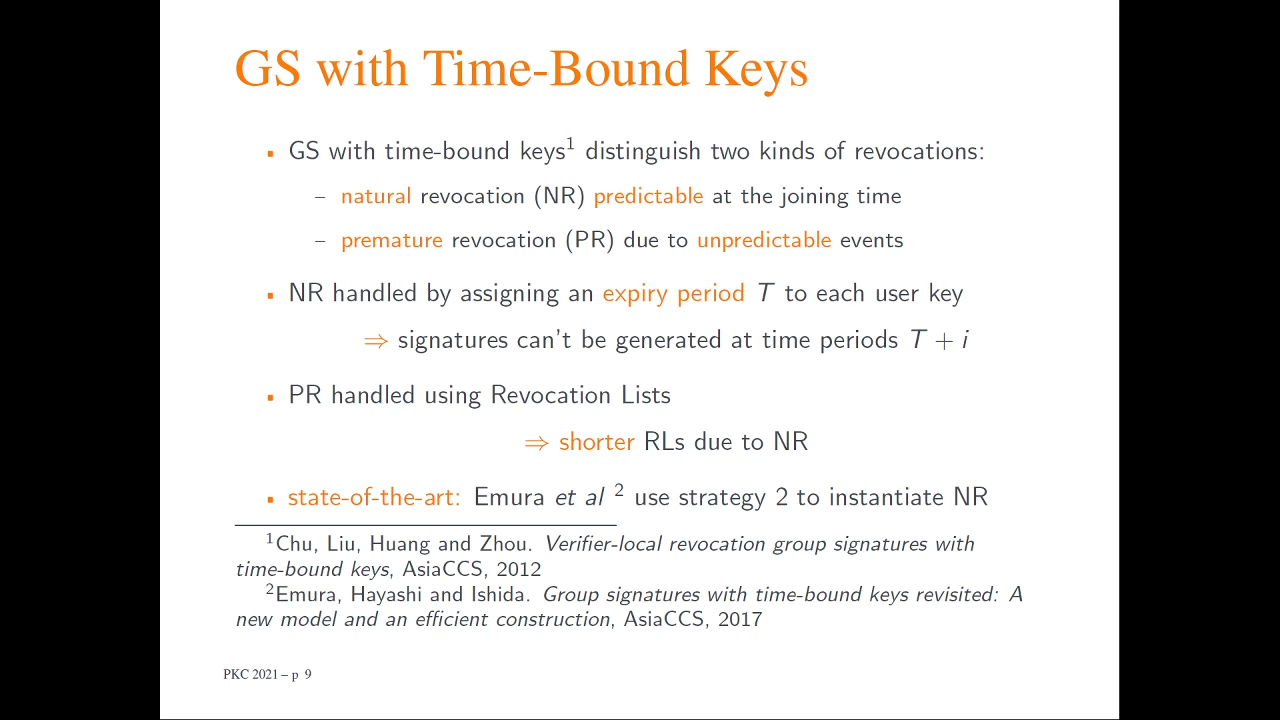 GS with Time-Bound Keys
▪ GS with time-bound keys¹ distinguish two kinds of revocations:
– natural revocation (NR) predictable at the joining time
– premature revocation (PR) due to unpredictable events
▪ NR handled by assigning an expiry period T to each user key
⇒ signatures can't be generated at time periods T + i
▪ PR handled using Revocation Lists
⇒ shorter RLs due to NR
▪ state-of-the-art: Emura et al ² use strategy 2 to instantiate NR
¹Chu, Liu, Huang and Zhou. Verifier-local revocation group signatures with
time-bound keys, AsiaCCS, 2012
²Emura, Hayashi and Ishida. Group signatures with time-bound keys revisited: A
new model and an efficient construction, AsiaCCS, 2017
PKC 2021 – p 9